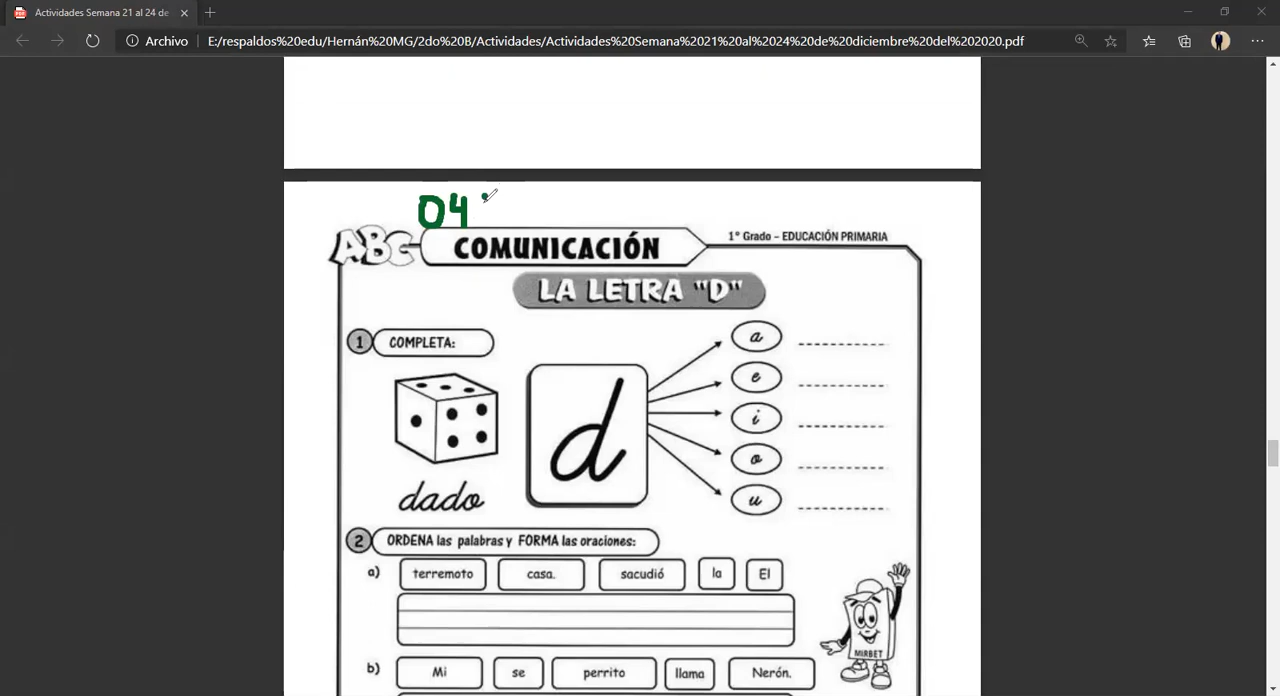 Actividades Semana 21 al 24 de
Archivo E:/respaldos%20edu/Hernán%20MG/2do%20B/Actividades/Actividades%20Semana%2021%20al%2024%20de%20diciembre%20del%202020.pdf
04
ABC COMUNICACIÓN 1° Grado – EDUCACIÓN PRIMARIA
LA LETRA "D"
1 COMPLETA:
dado
d
a
e
i
o
u
2 ORDENA las palabras y FORMA las oraciones:
a) terremoto casa. sacudió la El
MIRBET
b) Mi se perrito llama Nerón.